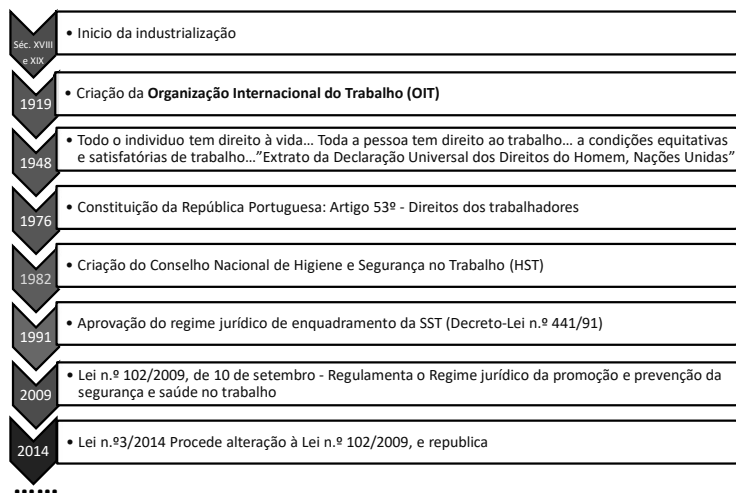 Séc. XVIII
e XIX
• Inicio da industrialização
1919
• Criação da Organização Internacional do Trabalho (OIT)
1948
• Todo o individuo tem direito à vida... Toda a pessoa tem direito ao trabalho... a condições equitativas
e satisfatórias de trabalho...”Extrato da Declaração Universal dos Direitos do Homem, Nações Unidas”
1976
• Constituição da República Portuguesa: Artigo 53º - Direitos dos trabalhadores
1982
• Criação do Conselho Nacional de Higiene e Segurança no Trabalho (HST)
1991
• Aprovação do regime jurídico de enquadramento da SST (Decreto-Lei n.º 441/91)
2009
• Lei n.º 102/2009, de 10 de setembro - Regulamenta o Regime jurídico da promoção e prevenção da
segurança e saúde no trabalho
2014
• Lei n.º3/2014 Procede alteração à Lei n.º 102/2009, e republica
......